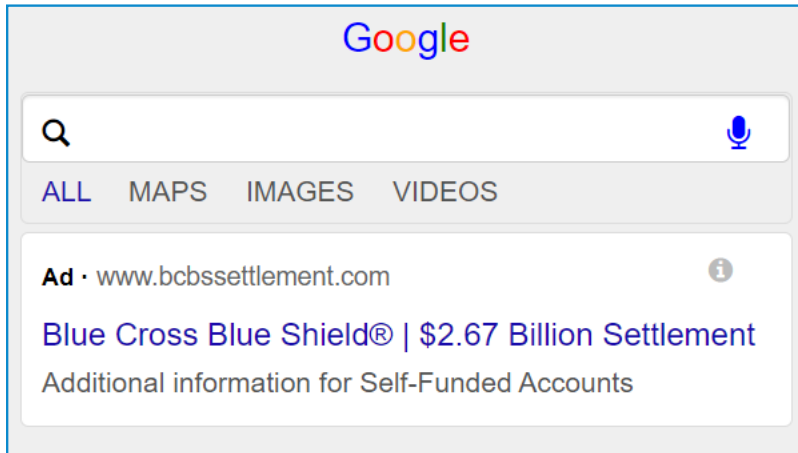 Google
ALL MAPS IMAGES VIDEOS
Ad · www.bcbssettlement.com
Blue Cross Blue Shield® | $2.67 Billion Settlement
Additional information for Self-Funded Accounts